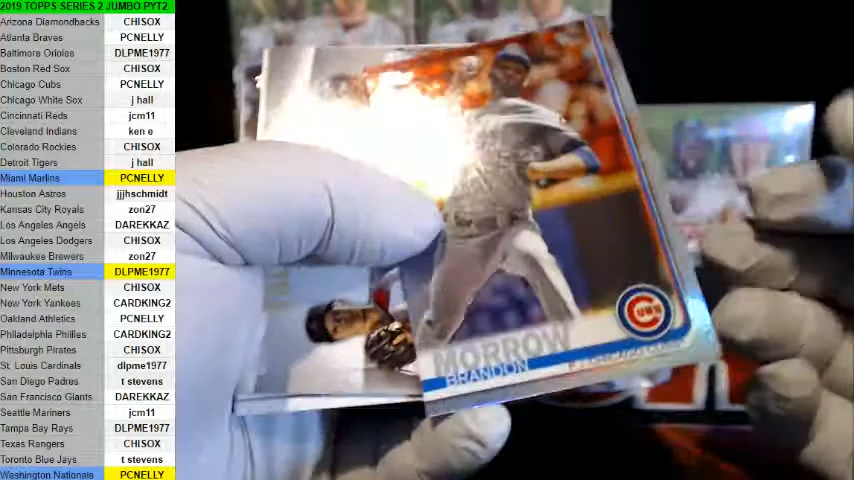 2019 TOPPS SERIES 2 JUMBO PYT2
Arizona Diamondbacks CHISOX
Atlanta Braves PCNELLY
Baltimore Orioles DLPME1977
Boston Red Sox CHISOX
Chicago Cubs PCNELLY
Chicago White Sox j hall
Cincinnati Reds jcm11
Cleveland Indians ken e
Colorado Rockies CHISOX
Detroit Tigers j hall
Miami Marlins PCNELLY
Houston Astros jjjhschmidt
Kansas City Royals zon27
Los Angeles Angels DAREKKAZ
Los Angeles Dodgers CHISOX
Milwaukee Brewers zon27
Minnesota Twins DLPME1977
New York Mets CHISOX
New York Yankees CARDKING2
Oakland Athletics PCNELLY
Philadelphia Phillies CARDKING2
Pittsburgh Pirates CHISOX
St. Louis Cardinals dlpme1977
San Diego Padres t stevens
San Francisco Giants DAREKKAZ
Seattle Mariners jcm11
Tampa Bay Rays DLPME1977
Texas Rangers CHISOX
Toronto Blue Jays t stevens
Washington Nationals PCNELLY
MORROW
BRANDON
P | CHICAGO CUBS
CUBS